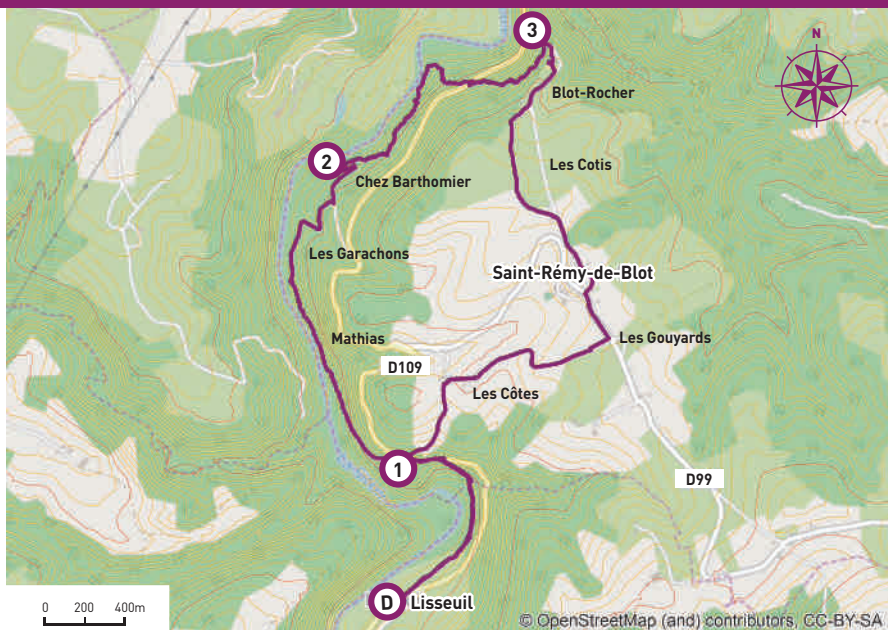 3
N
Blot-Rocher
2
Les Cotis
Chez Barthomier
Les Garachons
Saint-Rémy-de-Blot
Mathias
Les Gouyards
D109
Les Côtes
1
D99
D
Lisseuil
0 200 400m
© OpenStreetMap (and) contributors, CC-BY-SA